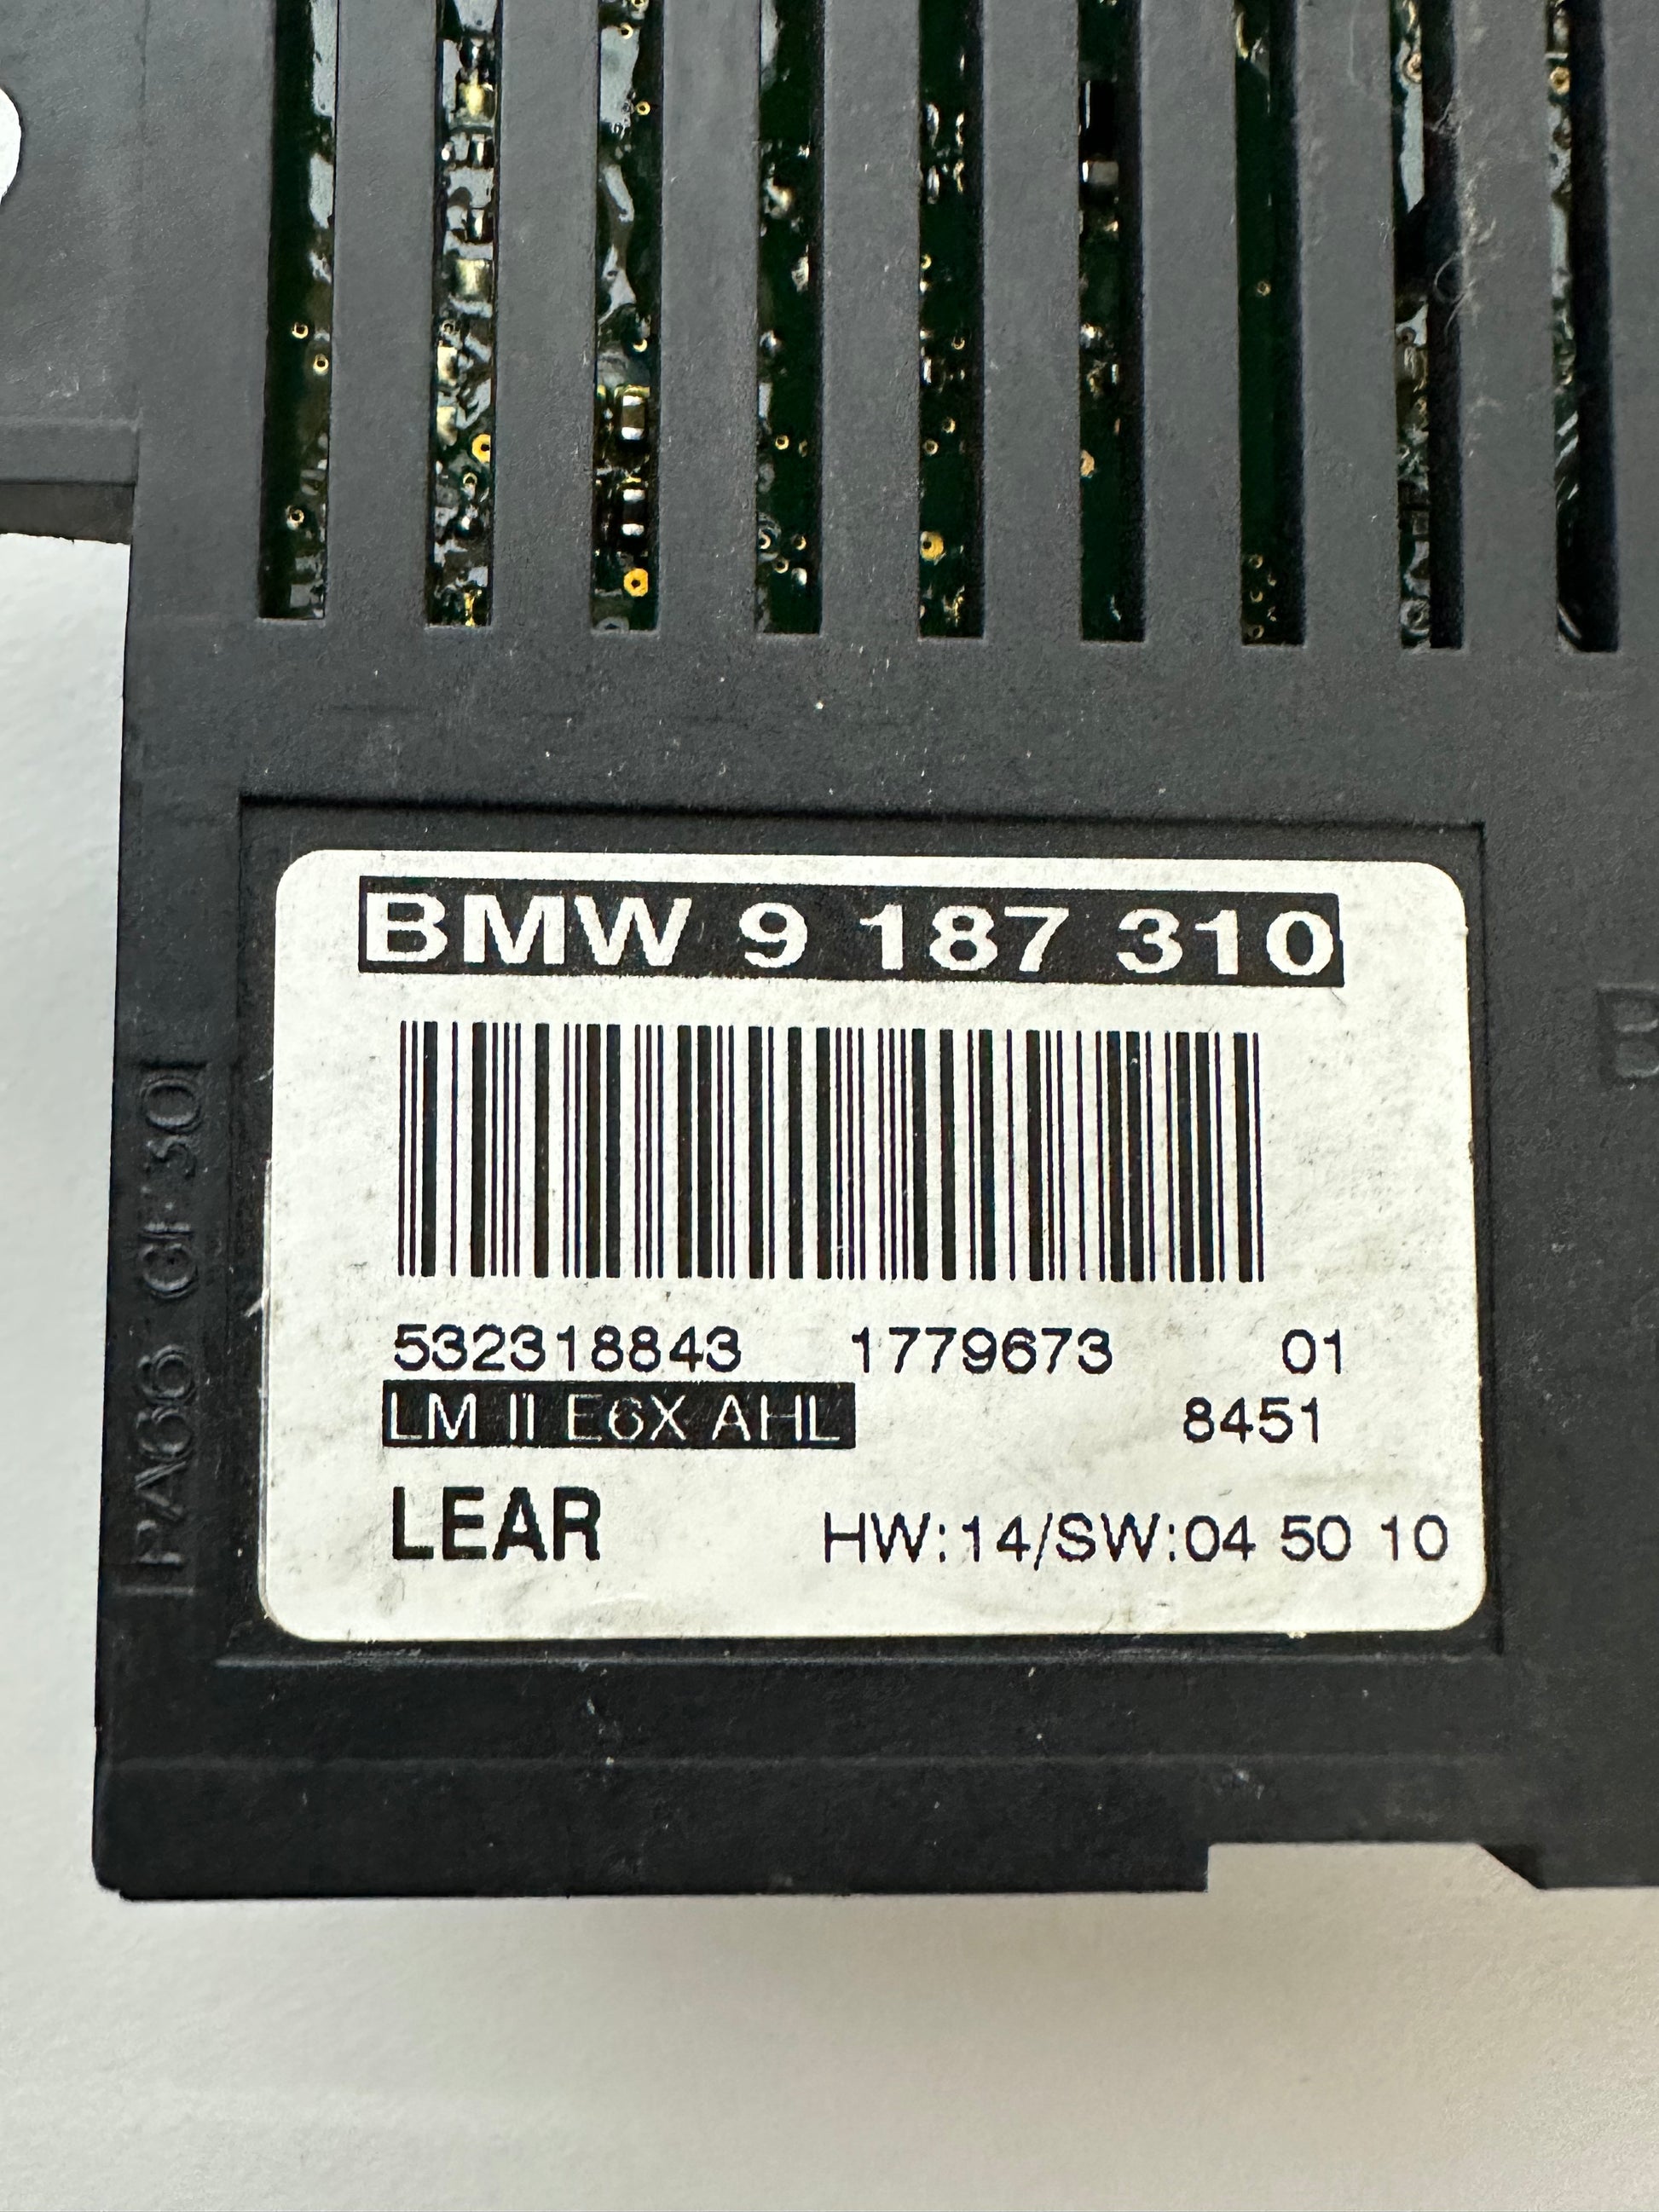 BMW 9 187 310
532318843 1779673 01
LM II E6X AHL 8451
LEAR HW:14/SW:04 50 10
PA66 GF30